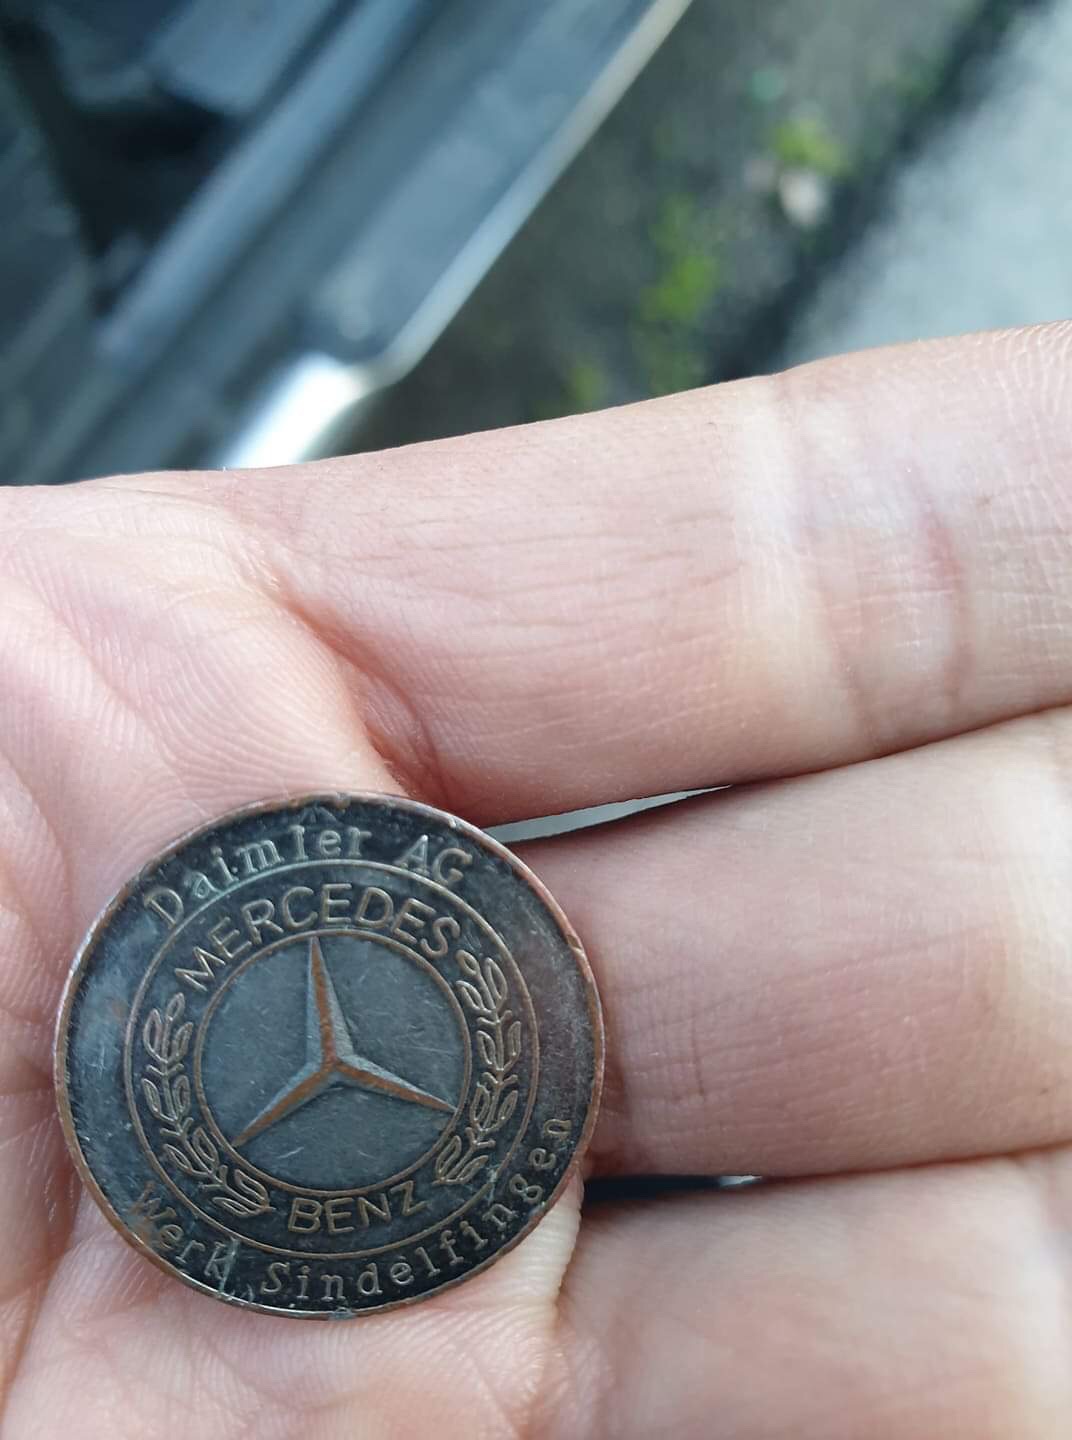 Daimler AG
MERCEDES
BENZ
Werk Sindelfingen